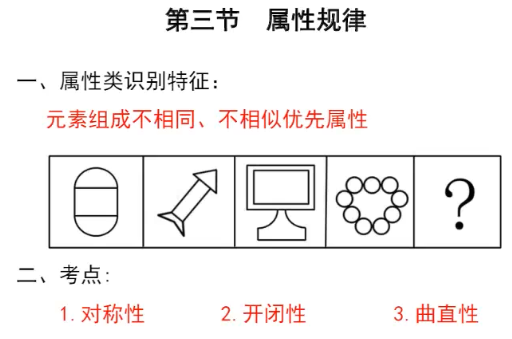 第三节 属性规律
一、属性类识别特征：
元素组成不相同、不相似优先属性
?
二、考点:
1.对称性 2.开闭性 3.曲直性